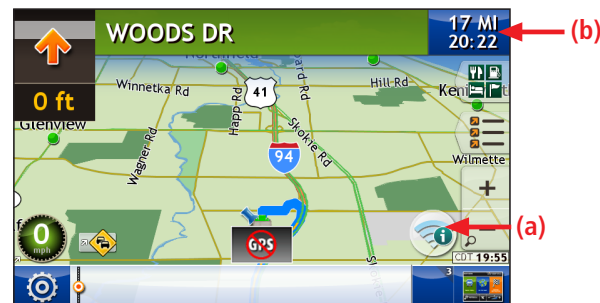 WOODS DR
17 MI
20:22
(b)
0 ft
Winnetka Rd
41
Happ Rd
Hill Rd
Glenview
Wagner Rd
Skokie Rd
94
Wilmette
+
0
mph
GPS
i
(a)
CDT 19:55
3